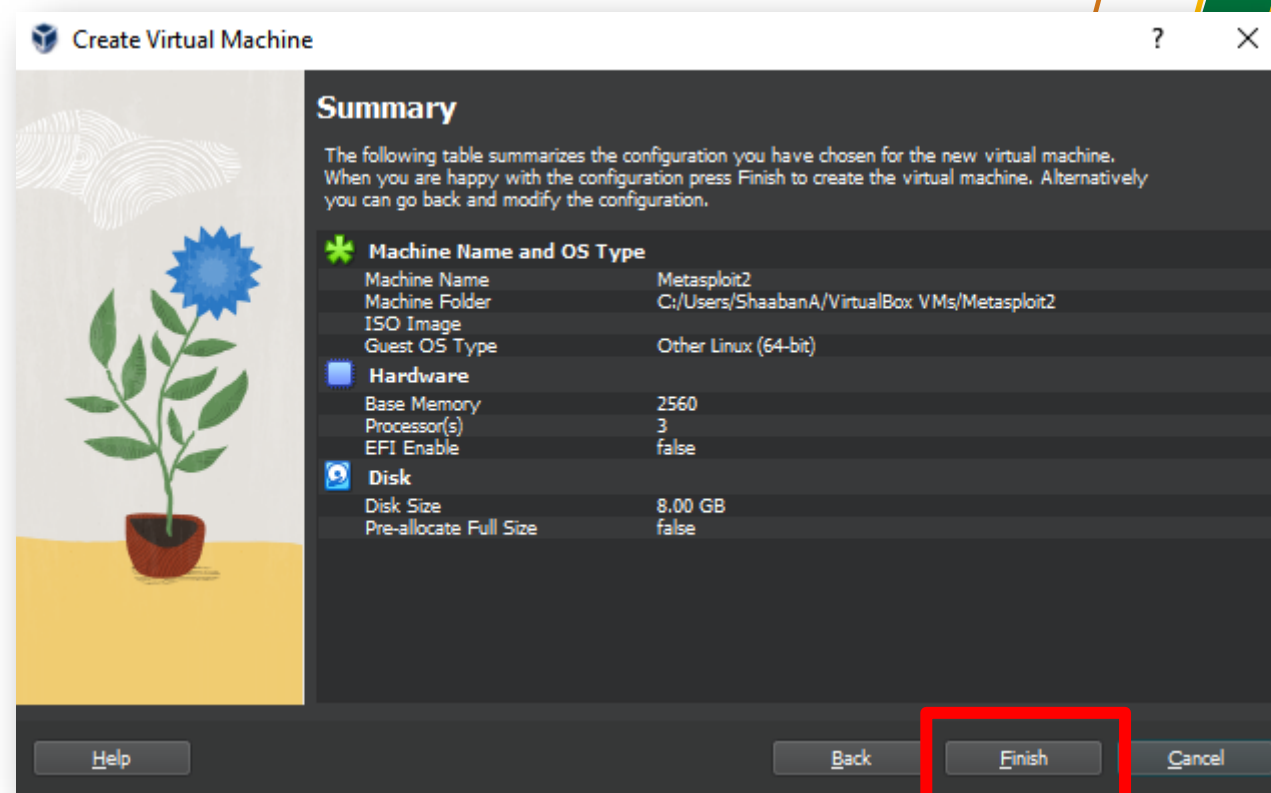 Create Virtual Machine
?
Summary
The following table summarizes the configuration you have chosen for the new virtual machine.
When you are happy with the configuration press Finish to create the virtual machine. Alternatively
you can go back and modify the configuration.
Machine Name and OS Type
Machine Name Metasploit2
Machine Folder C:/Users/ShaabanA/VirtualBox VMs/Metasploit2
ISO Image
Guest OS Type Other Linux (64-bit)
Hardware
Base Memory 2560
Processor(s) 3
EFI Enable false
Disk
Disk Size 8.00 GB
Pre-allocate Full Size false
Help Back Finish Cancel